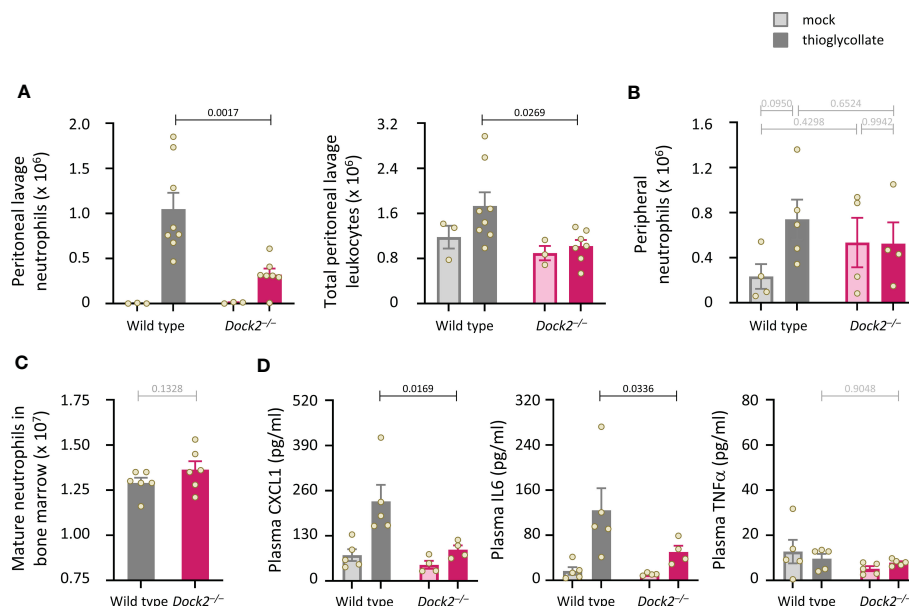 mock
thioglycollate
A
Peritoneal lavage
neutrophils (x 10⁶)
2.0
1.5
1.0
0.5
0
0.0017
Wild type
Dock2⁻/⁻
Total peritoneal lavage
leukocytes (x 10⁶)
3.2
2.4
1.6
0.8
0
0.0269
Wild type
Dock2⁻/⁻
B
Peripheral
neutrophils (x 10⁶)
1.6
1.2
0.8
0.4
0
0.0950
0.6524
0.4298
0.9942
Wild type
Dock2⁻/⁻
C
Mature neutrophils in
bone marrow (x 10⁷)
1.75
1.50
1.25
1.00
0.75
0.1328
Wild type
Dock2⁻/⁻
D
Plasma CXCL1 (pg/ml)
520
390
260
130
0
0.0169
Wild type
Dock2⁻/⁻
Plasma IL6 (pg/ml)
320
240
160
80
0
0.0336
Wild type
Dock2⁻/⁻
Plasma TNFα (pg/ml)
80
60
40
20
0
0.9048
Wild type
Dock2⁻/⁻